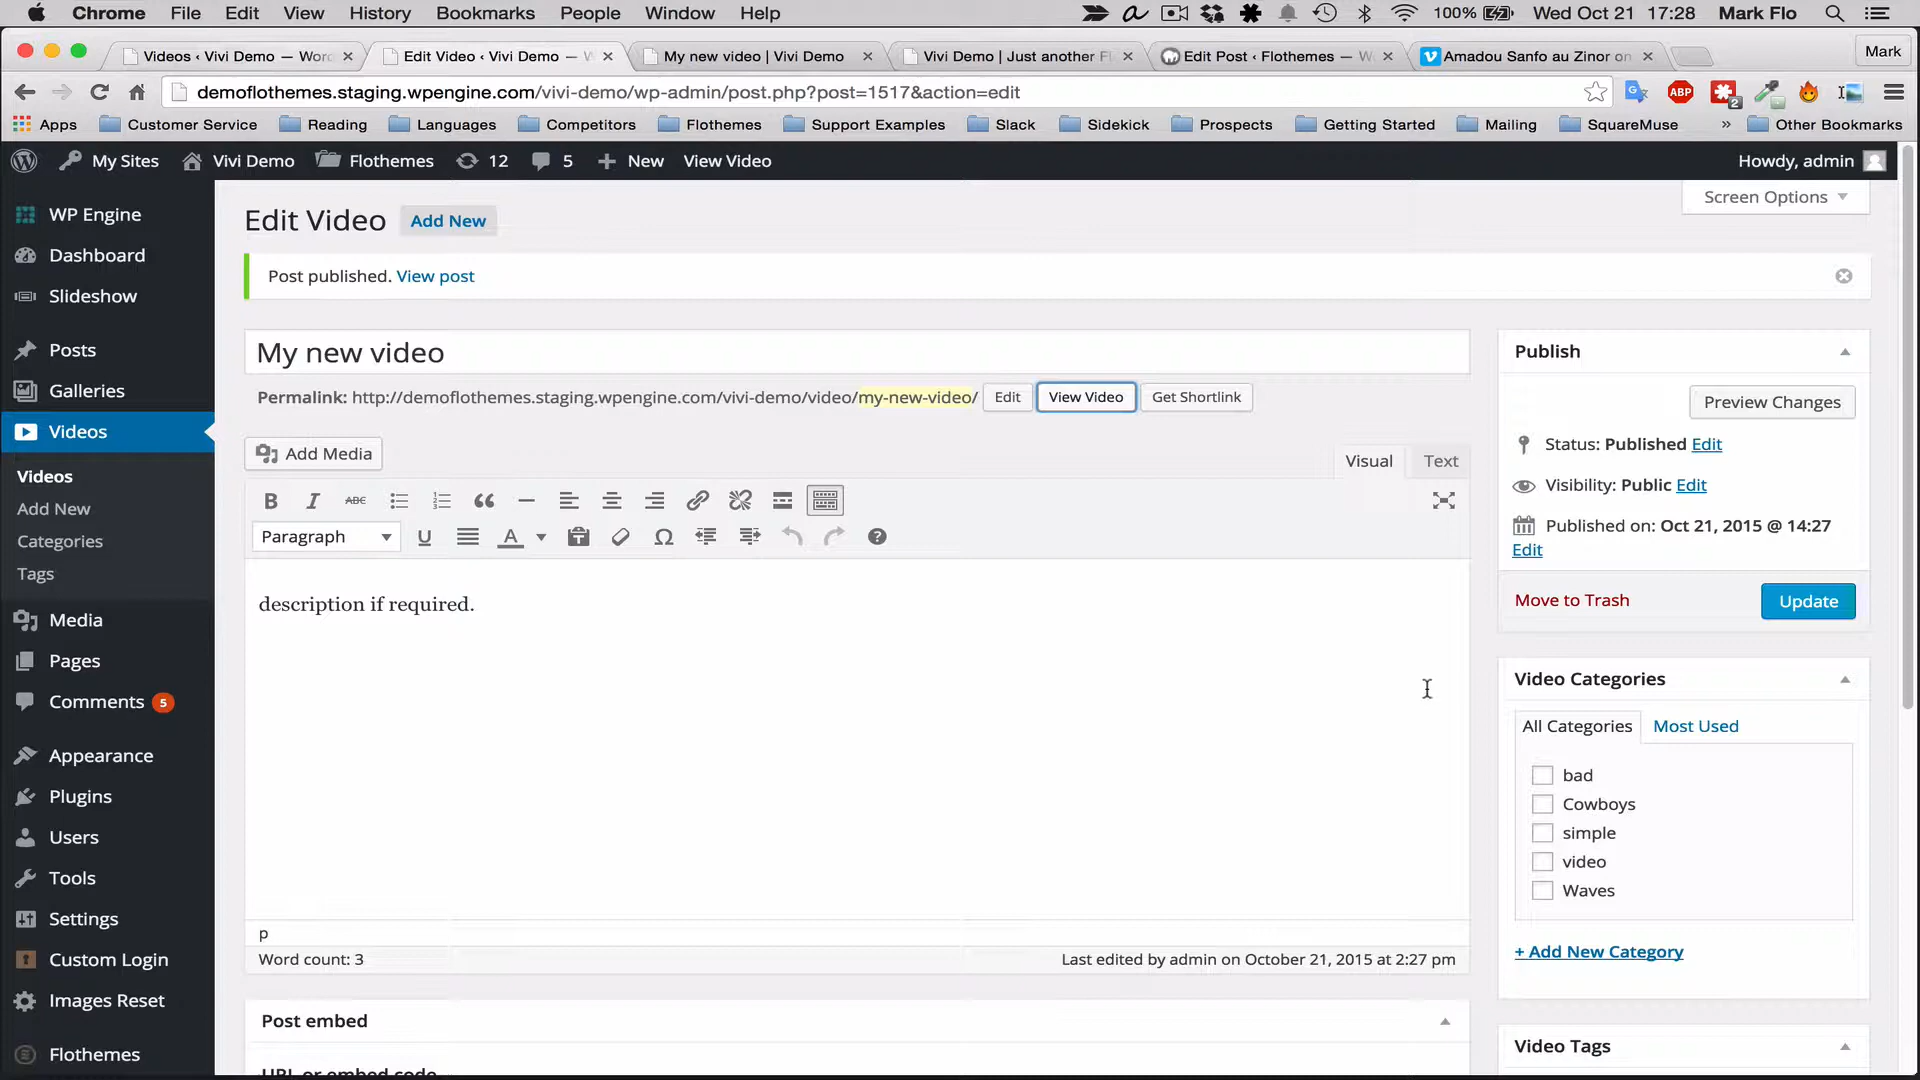 Chrome File Edit View History Bookmarks People Window Help 100% Wed Oct 21 17:28 Mark Flo
Videos ‹ Vivi Demo — Word Edit Video ‹ Vivi Demo — W My new video | Vivi Demo Vivi Demo | Just another Fl Edit Post ‹ Flothemes — W Amadou Sanfo au Zinor on Mark
demoflothemes.staging.wpengine.com/vivi-demo/wp-admin/post.php?post=1517&action=edit ABP 2
Apps Customer Service Reading Languages Competitors Flothemes Support Examples Slack Sidekick Prospects Getting Started Mailing SquareMuse » Other Bookmarks
My Sites Vivi Demo Flothemes 12 5 + New View Video Howdy, admin
Screen Options
WP Engine
Dashboard
Slideshow
Posts
Galleries
Videos
Videos
Add New
Categories
Tags
Media
Pages
Comments 5
Appearance
Plugins
Users
Tools
Settings
Custom Login
Images Reset
Flothemes
Edit Video Add New
Post published. View post
My new video
Permalink: http://demoflothemes.staging.wpengine.com/vivi-demo/video/my-new-video/ Edit View Video Get Shortlink
Add Media
Visual Text
B I ABC
Paragraph U A Ω ?
description if required.
p
Word count: 3 Last edited by admin on October 21, 2015 at 2:27 pm
Post embed
URL or embed code
Publish
Preview Changes
Status: Published Edit
Visibility: Public Edit
Published on: Oct 21, 2015 @ 14:27
Edit
Move to Trash Update
Video Categories
All Categories Most Used
bad
Cowboys
simple
video
Waves
+ Add New Category
Video Tags